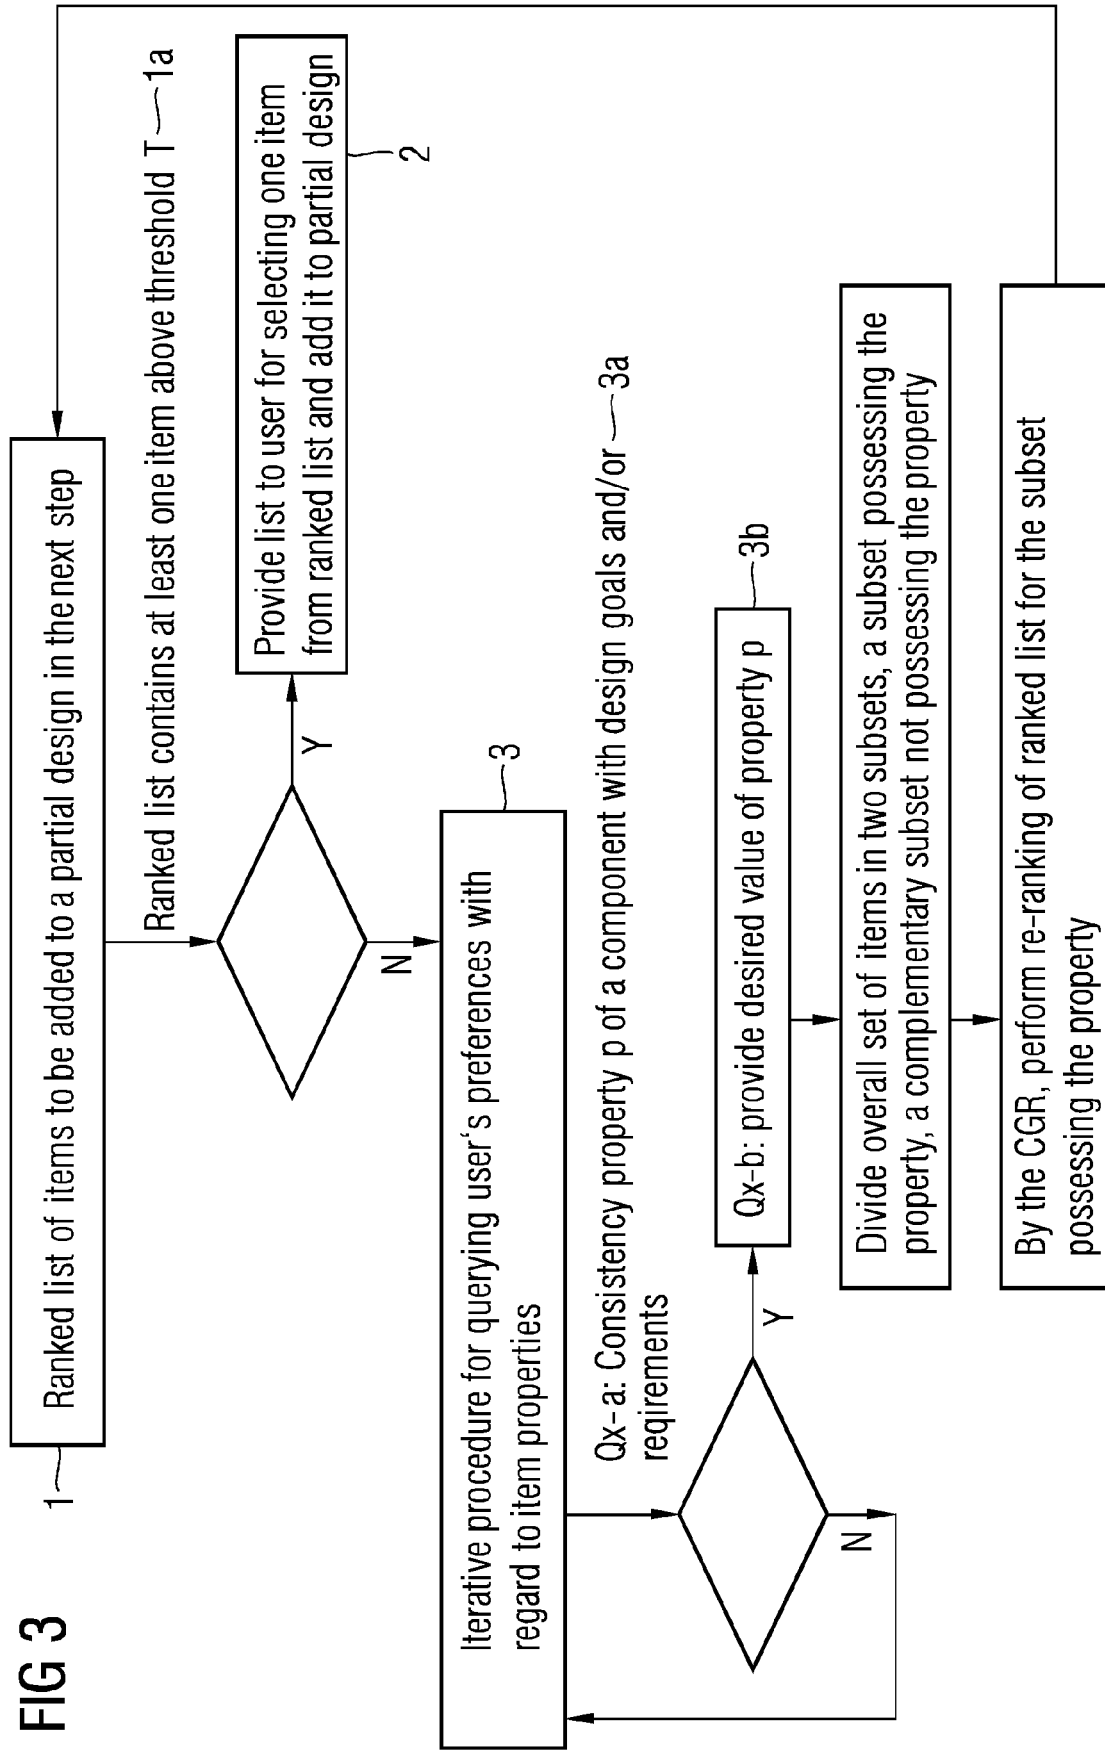 FIG 3
1
Ranked list of items to be added to a partial design in the next step
Ranked list contains at least one item above threshold T
1a
Y
N
Provide list to user for selecting one item
from ranked list and add it to partial design
2
Iterative procedure for querying user's preferences with
regard to item properties
3
Qx-a: Consistency property p of a component with design goals and/or
reqirements
3a
Y
N
Qx-b: provide desired value of property p
3b
Divide overall set of items in two subsets, a subset possessing the
property, a complementary subset not possessing the property
By the CGR, perform re-ranking of ranked list for the subset
possessing the property